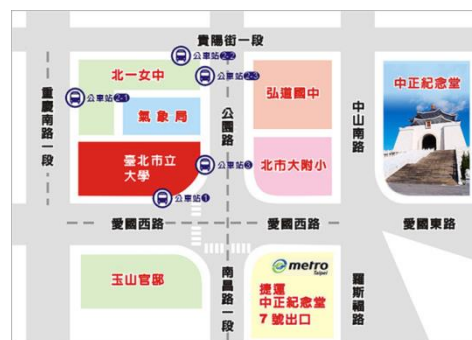 貴陽街一段
公車站2-2
北一女中
公車站2-3
公車站2-1
重慶南路一段
氣象局
公園路
弘道國中
中山南路
中正紀念堂
臺北市立
大學
公車站3
北市大附小
公車站1
愛國西路
愛國西路
愛國東路
玉山官邸
南昌路一段
metro
Taipei
捷運
中正紀念堂
7號出口
羅斯福路